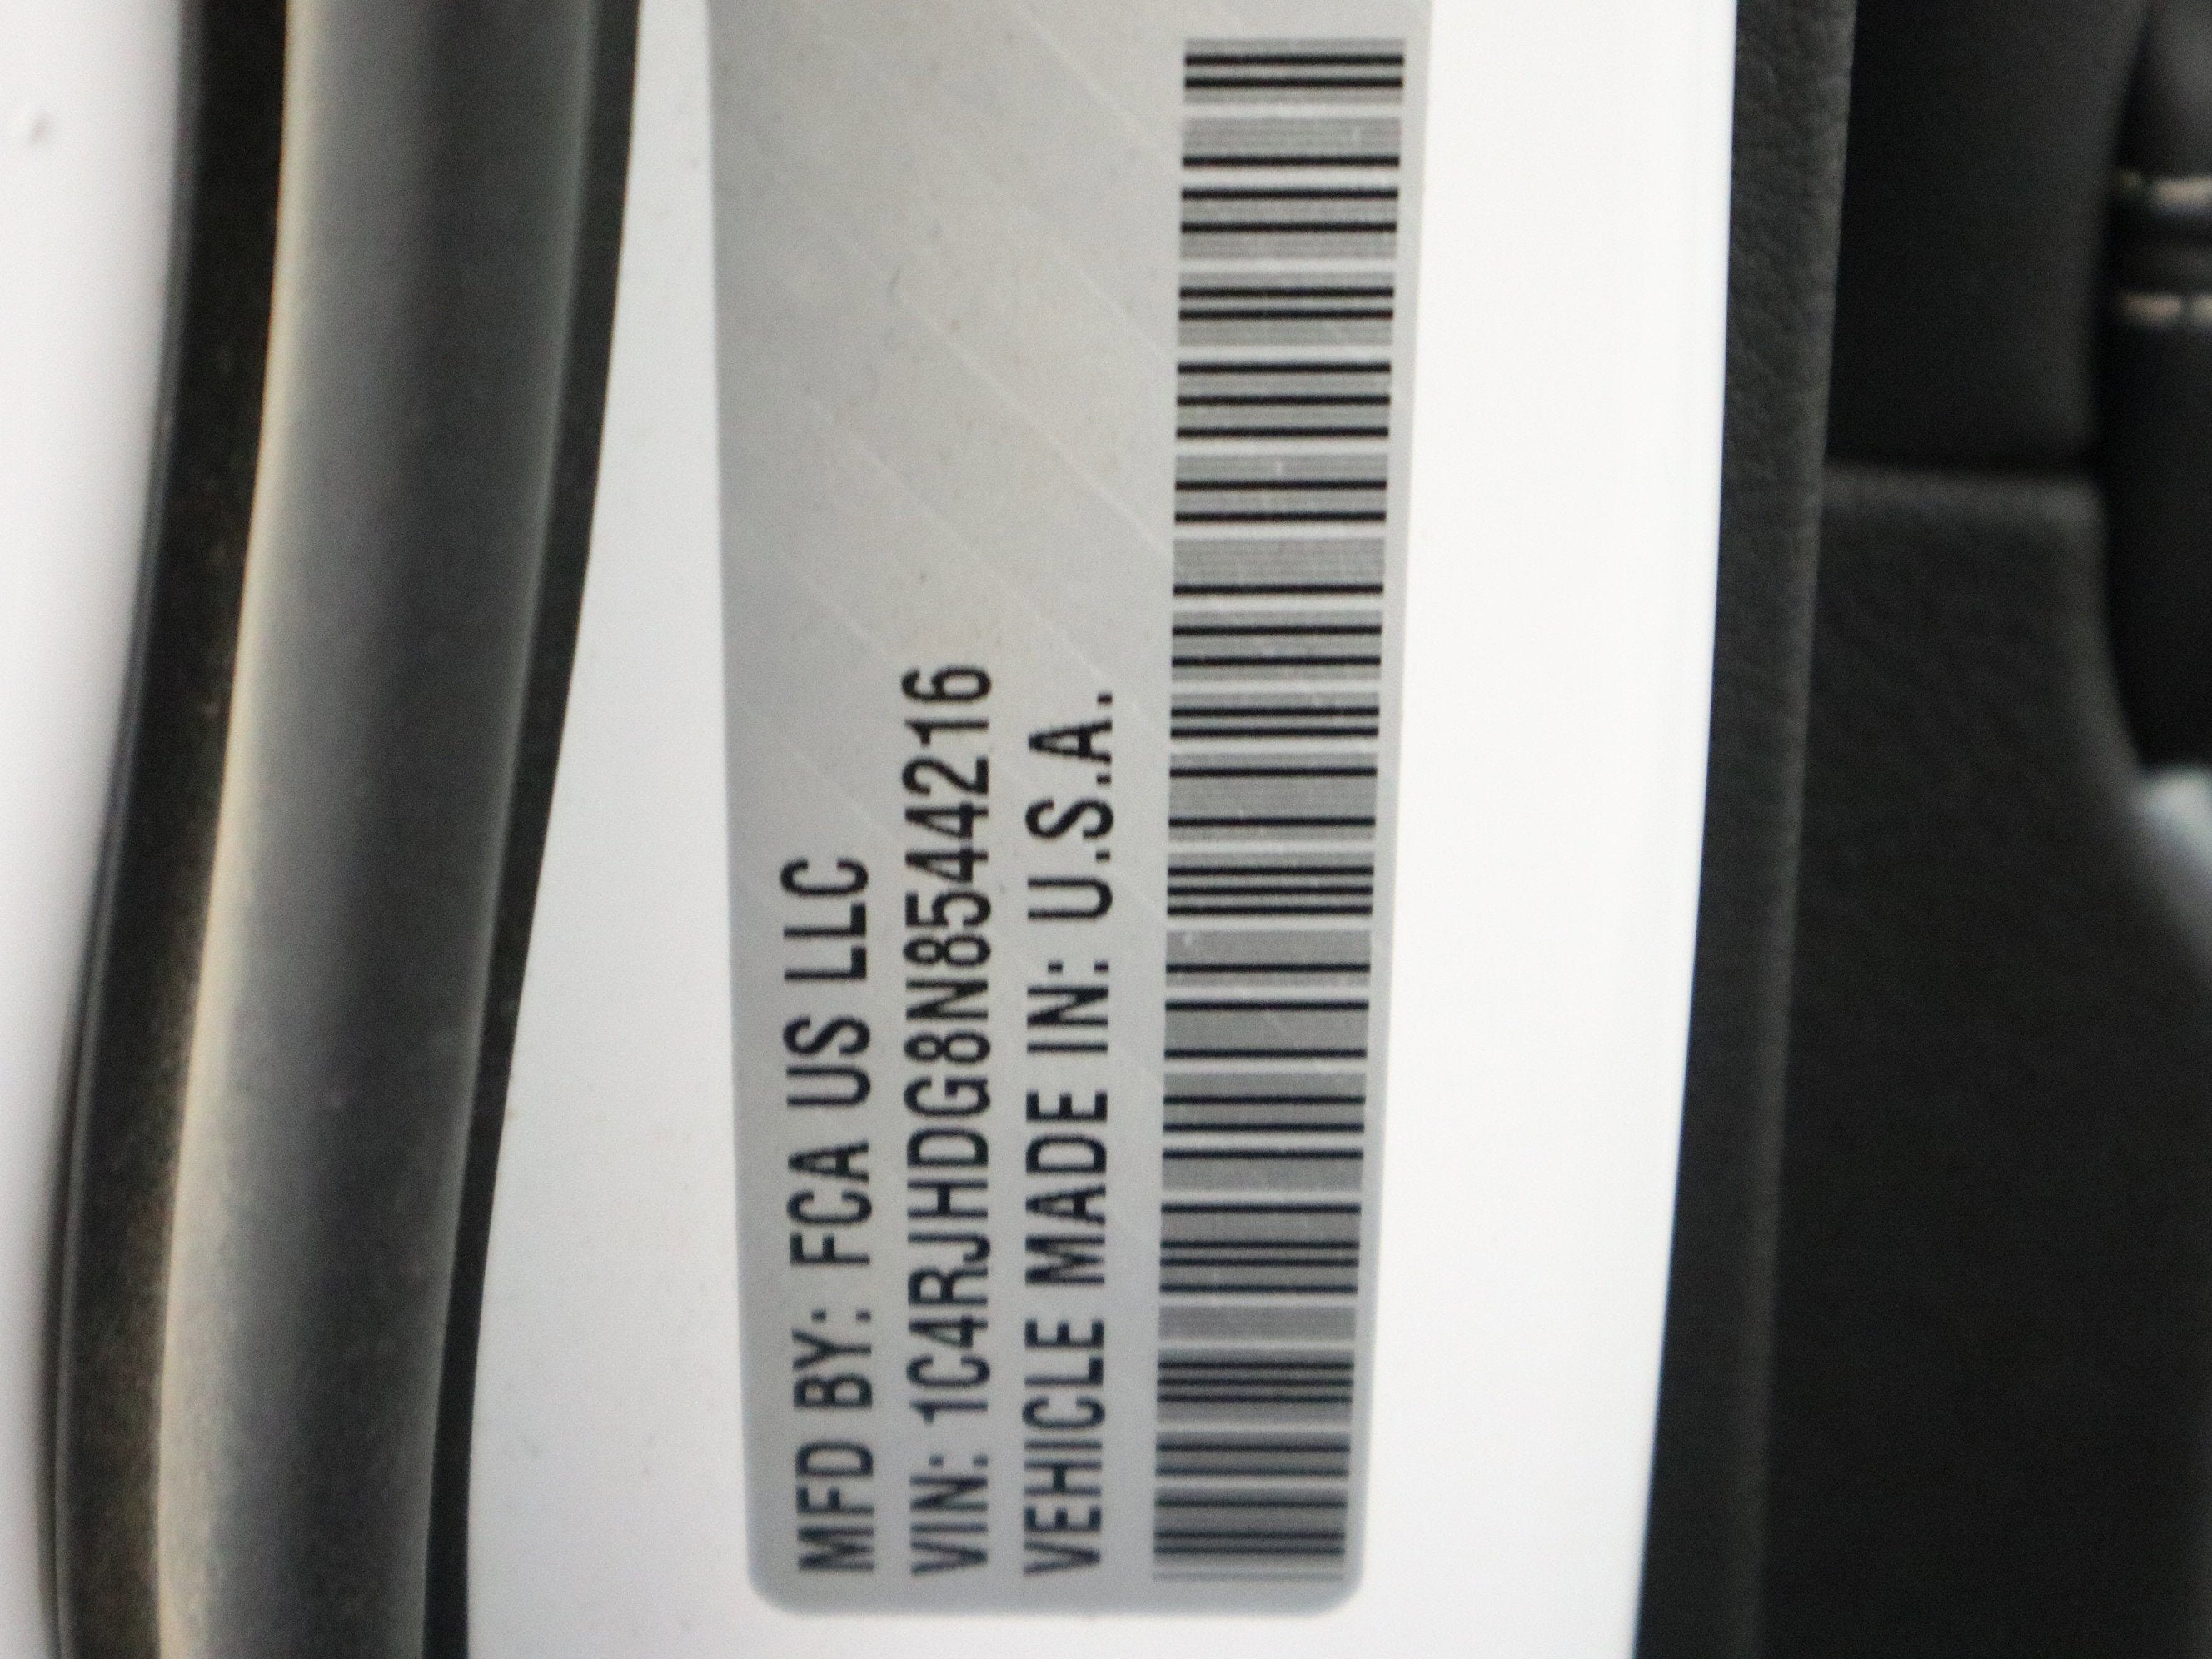 MFD BY: FCA US LLC
VIN: 1C4RJHDG8N8544216
VEHICLE MADE IN: U.S.A.